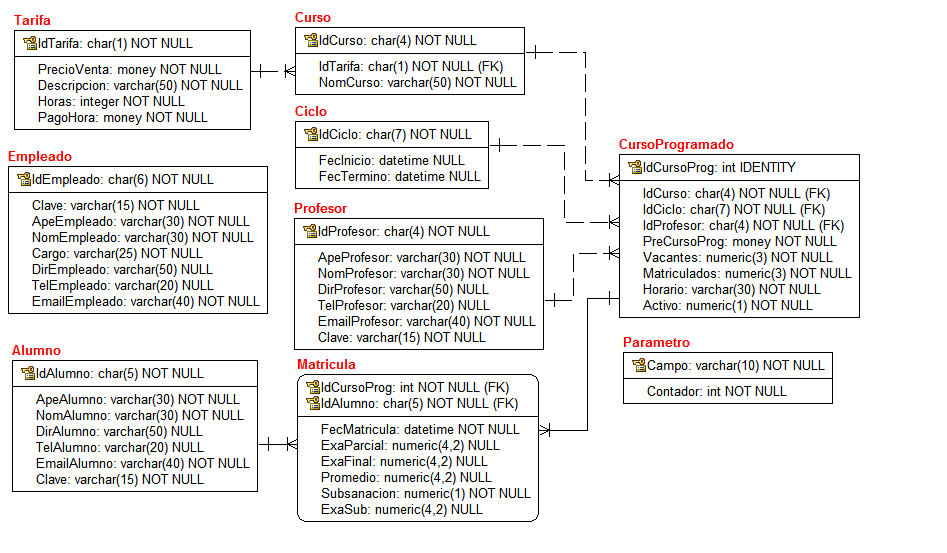 Tarifa
IdTarifa: char(1) NOT NULL
PrecioVenta: money NOT NULL
Descripcion: varchar(50) NOT NULL
Horas: integer NOT NULL
PagoHora: money NOT NULL
Curso
IdCurso: char(4) NOT NULL
IdTarifa: char(1) NOT NULL (FK)
NomCurso: varchar(50) NOT NULL
Ciclo
IdCiclo: char(7) NOT NULL
FecInicio: datetime NULL
FecTermino: datetime NULL
CursoProgramado
IdCursoProg: int IDENTITY
IdCurso: char(4) NOT NULL (FK)
IdCiclo: char(7) NOT NULL (FK)
IdProfesor: char(4) NOT NULL (FK)
PreCursoProg: money NOT NULL
Vacantes: numeric(3) NOT NULL
Matriculados: numeric(3) NOT NULL
Horario: varchar(30) NOT NULL
Activo: numeric(1) NOT NULL
Empleado
IdEmpleado: char(6) NOT NULL
Clave: varchar(15) NOT NULL
ApeEmpleado: varchar(30) NOT NULL
NomEmpleado: varchar(30) NOT NULL
Cargo: varchar(25) NOT NULL
DirEmpleado: varchar(50) NULL
TelEmpleado: varchar(20) NULL
EmailEmpleado: varchar(40) NOT NULL
Profesor
IdProfesor: char(4) NOT NULL
ApeProfesor: varchar(30) NOT NULL
NomProfesor: varchar(30) NOT NULL
DirProfesor: varchar(50) NULL
TelProfesor: varchar(20) NULL
EmailProfesor: varchar(40) NOT NULL
Clave: varchar(15) NOT NULL
Parametro
Campo: varchar(10) NOT NULL
Contador: int NOT NULL
Alumno
IdAlumno: char(5) NOT NULL
ApeAlumno: varchar(30) NOT NULL
NomAlumno: varchar(30) NOT NULL
DirAlumno: varchar(50) NULL
TelAlumno: varchar(20) NULL
EmailAlumno: varchar(40) NOT NULL
Clave: varchar(15) NOT NULL
Matricula
IdCursoProg: int NOT NULL (FK)
IdAlumno: char(5) NOT NULL (FK)
FecMatricula: datetime NOT NULL
ExaParcial: numeric(4,2) NULL
ExaFinal: numeric(4,2) NULL
Promedio: numeric(4,2) NULL
Subsanacion: numeric(1) NOT NULL
ExaSub: numeric(4,2) NULL